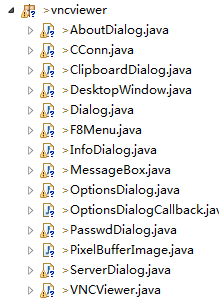 >vncviewer
>AboutDialog.java
>CConn.java
>ClipboardDialog.java
>DesktopWindow.java
>Dialog.java
>F8Menu.java
>InfoDialog.java
>MessageBox.java
>OptionsDialog.java
>OptionsDialogCallback.jav
>PasswdDialog.java
>PixelBufferImage.java
>ServerDialog.java
>VNCViewer.java